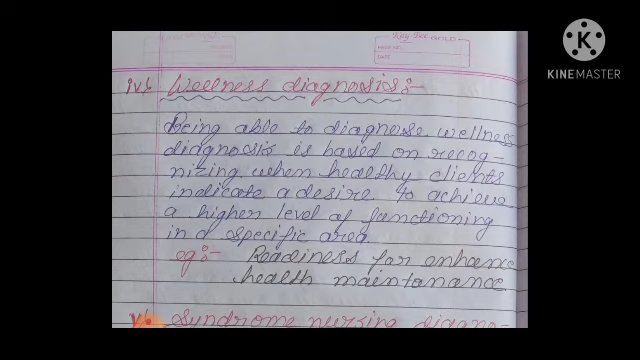 KINEMASTER
iv) Wellness diagnosis:-
Being able to diagnose wellness
diagnosis is based on recog-
nizing when healthy clients
indicate a desire to achieve
a higher level of functioning
in a specific area.
eg:- Readiness for enhance
health maintanance
v) Syndrome nursing diagno-